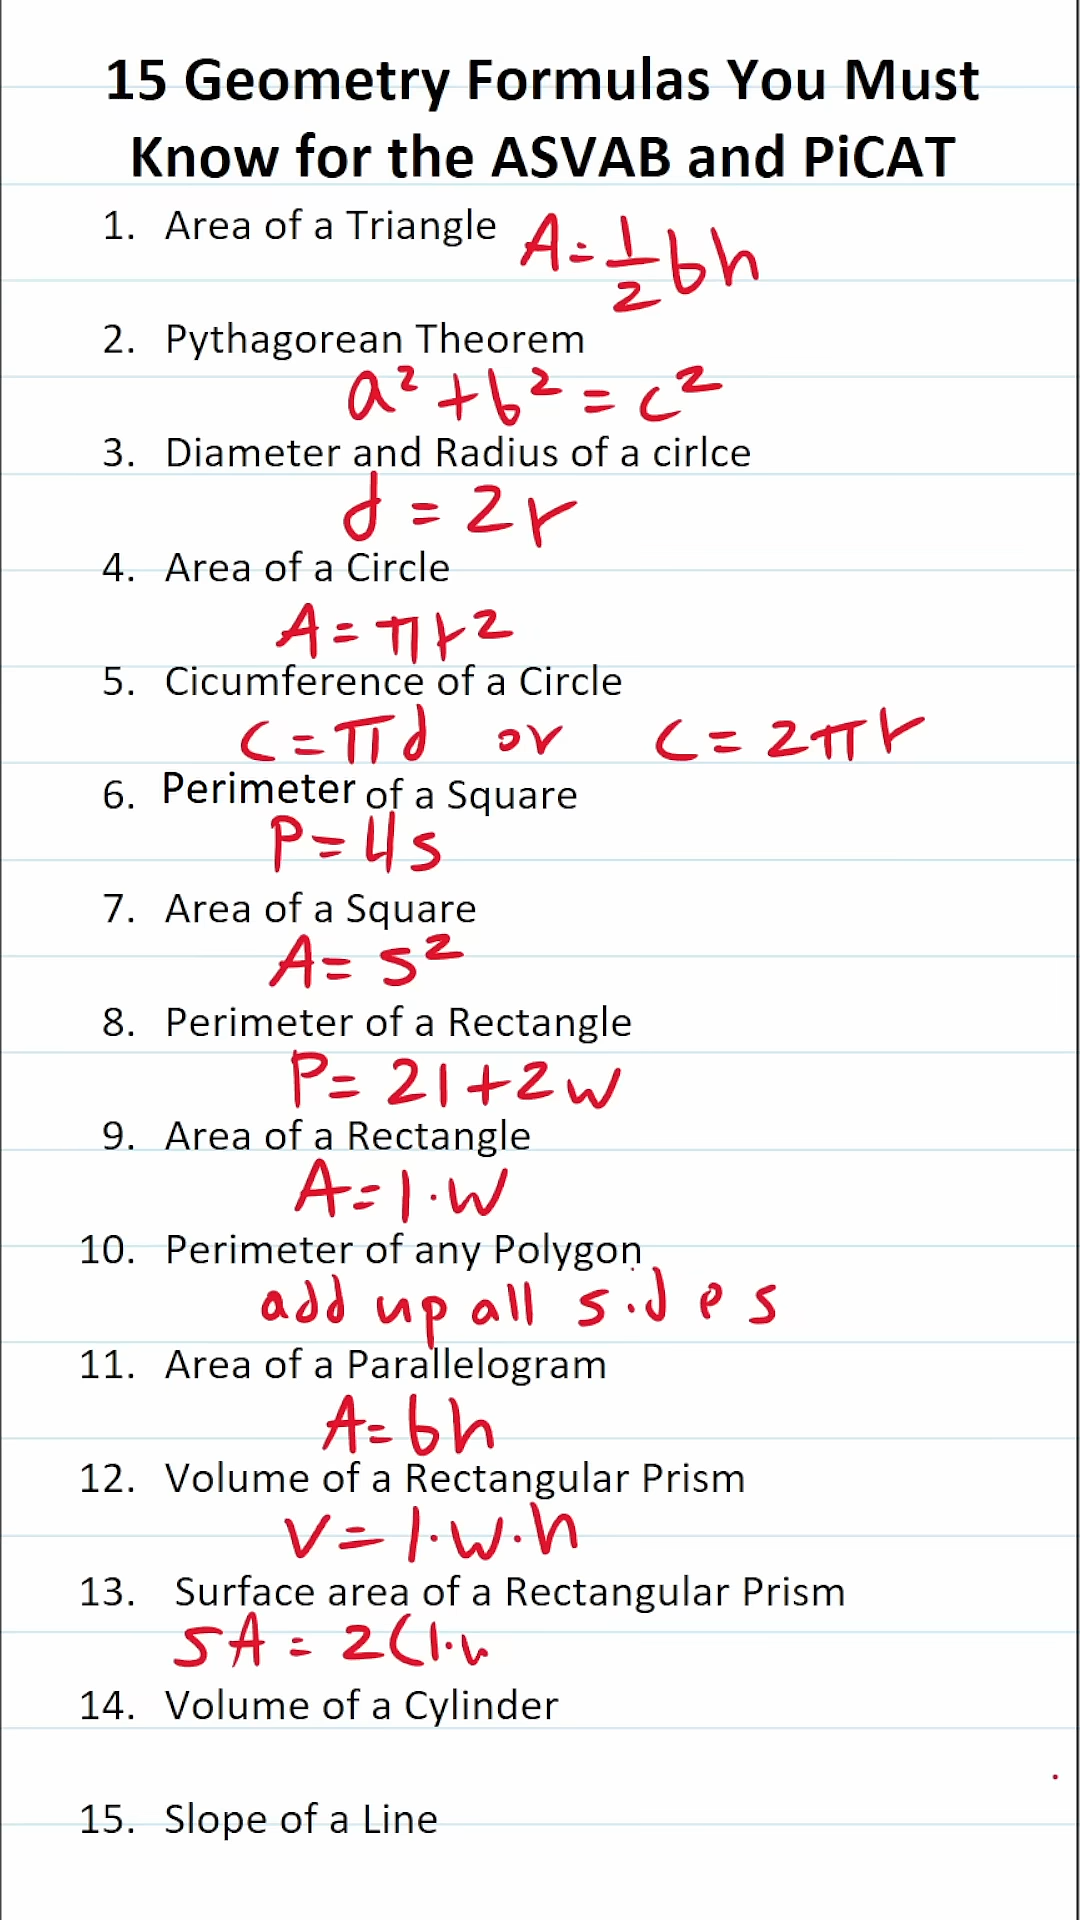 15 Geometry Formulas You Must
Know for the ASVAB and PiCAT
1. Area of a Triangle A = 1/2 bh
2. Pythagorean Theorem
a² + b² = c²
3. Diameter and Radius of a cirlce
d = 2r
4. Area of a Circle
A = πr²
5. Cicumference of a Circle
C = πd or C = 2πr
6. Perimeter of a Square
P = 4s
7. Area of a Square
A = s²
8. Perimeter of a Rectangle
P = 2l + 2w
9. Area of a Rectangle
A = l · w
10. Perimeter of any Polygon
add up all sides
11. Area of a Parallelogram
A = bh
12. Volume of a Rectangular Prism
V = l · w · h
13. Surface area of a Rectangular Prism
SA = 2(l ·
14. Volume of a Cylinder
15. Slope of a Line